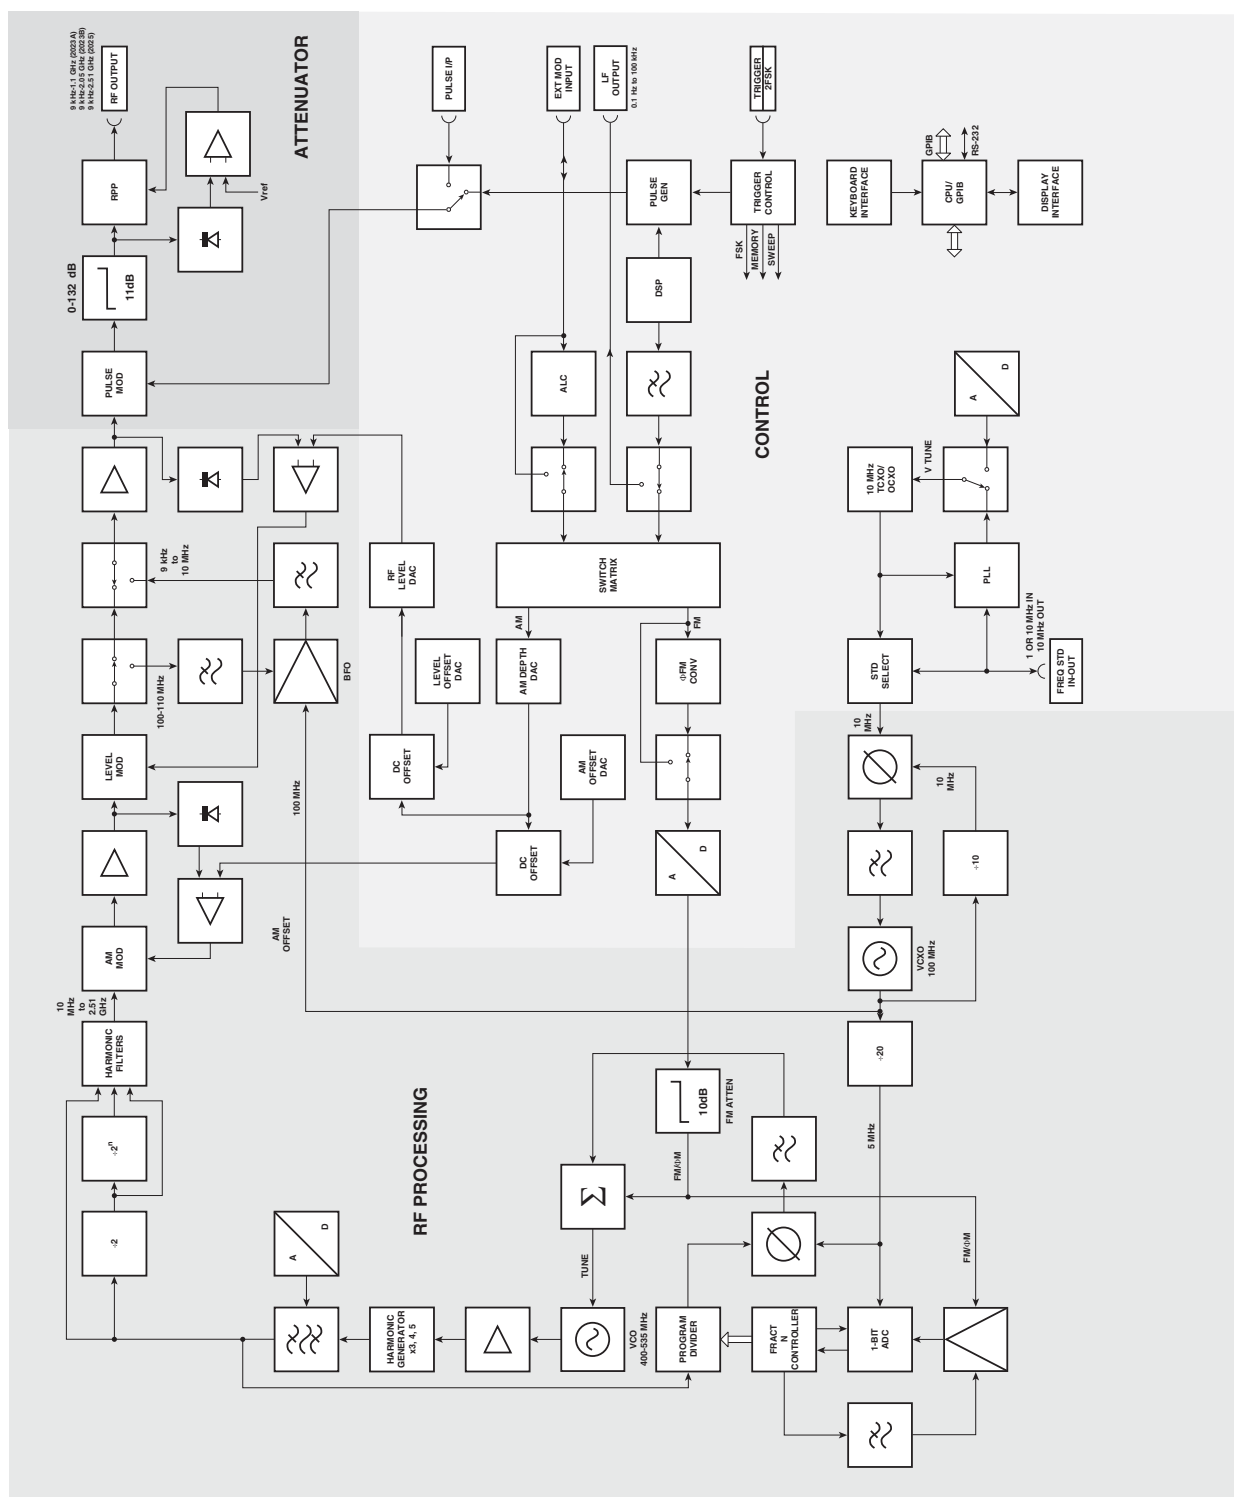 9 kHz-1.1 GHz (2023A)
9 kHz-2.05 GHz (2023B)
9 kHz-2.51 GHz (2025)
RF OUTPUT
ATTENUATOR
RPP
Vref
0-132 dB
11dB
PULSE
MOD
PULSE I/P
EXT MOD
INPUT
LF
OUTPUT
0.1 Hz to 100 kHz
TRIGGER
2FSK
PULSE
GEN
TRIGGER
CONTROL
FSK
MEMORY
SWEEP
KEYBOARD
INTERFACE
GPIB
RS-232
CPU/
GPIB
DISPLAY
INTERFACE
DSP
ALC
CONTROL
A
D
V TUNE
10 MHz
TCXO/
OCXO
PLL
1 OR 10 MHz IN
10 MHz OUT
FREQ STD
IN-OUT
STD
SELECT
10
MHz
9 kHz
to
10 MHz
RF
LEVEL
DAC
SWITCH
MATRIX
AM
FM
100-110 MHz
BFO
LEVEL
OFFSET
DAC
AM DEPTH
DAC
ΦFM
CONV
LEVEL
MOD
100 MHz
DC
OFFSET
AM
OFFSET
DAC
DC
OFFSET
A
D
10
MHz
÷10
VCXO
100 MHz
AM
MOD
AM
OFFSET
10
MHz
to
2.51
GHz
HARMONIC
FILTERS
÷20
÷2ⁿ
RF PROCESSING
10dB
FM ATTEN
FM/ΦM
5 MHz
÷2
A
D
Σ
TUNE
FM/ΦM
HARMONIC
GENERATOR
x3, 4, 5
VCO
400-535 MHz
PROGRAM
DIVIDER
FRACT
N
CONTROLLER
1-BIT
ADC